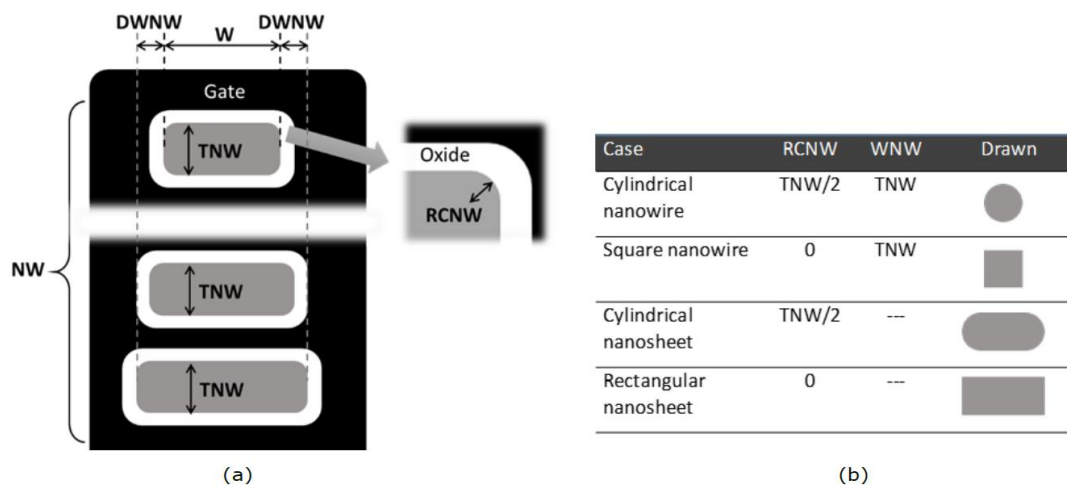 DWNW
W
DWNW
Gate
TNW
Oxide
RCNW
NW
TNW
TNW
(a)
Case RCNW WNW Drawn
Cylindrical TNW/2 TNW
nanowire
Square nanowire 0 TNW
Cylindrical TNW/2 ---
nanosheet
Rectangular 0 ---
nanosheet
(b)